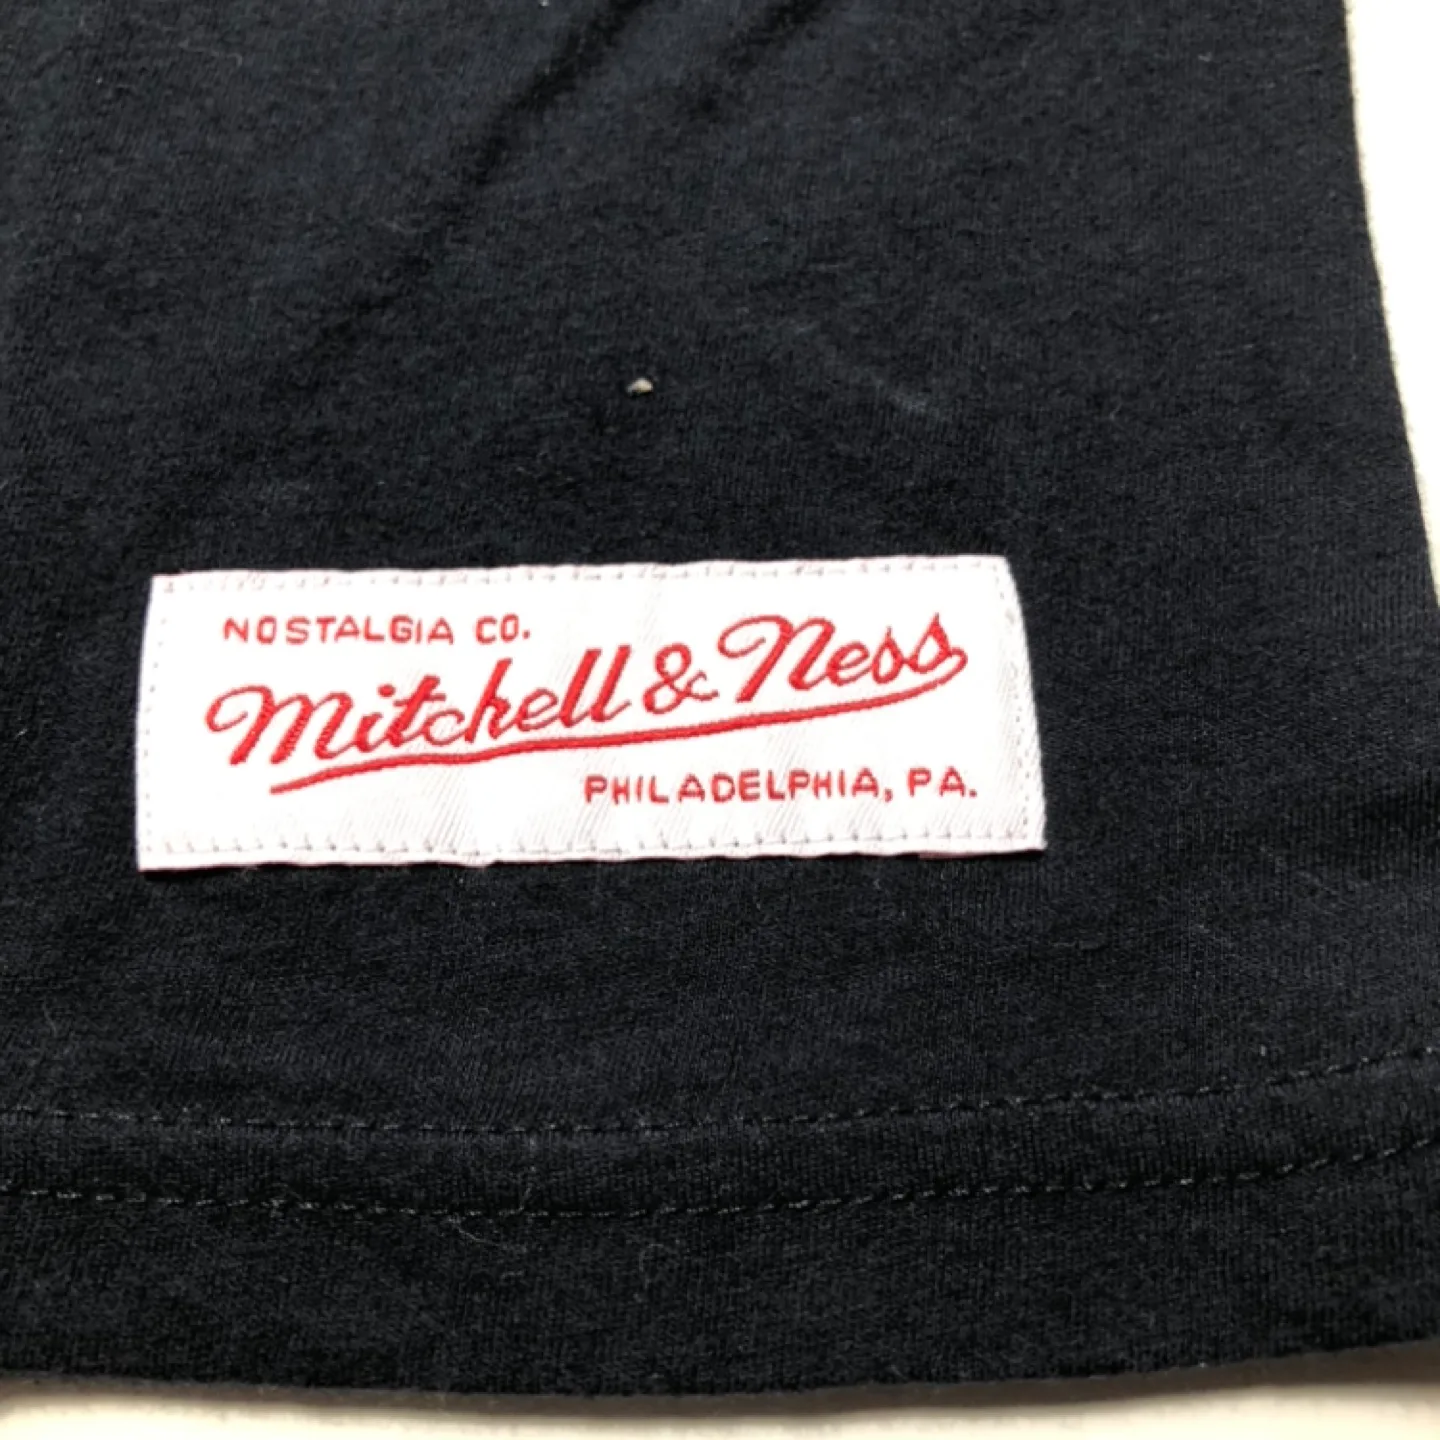 NOSTALGIA CO.
Mitchell & Ness
PHILADELPHIA, PA.